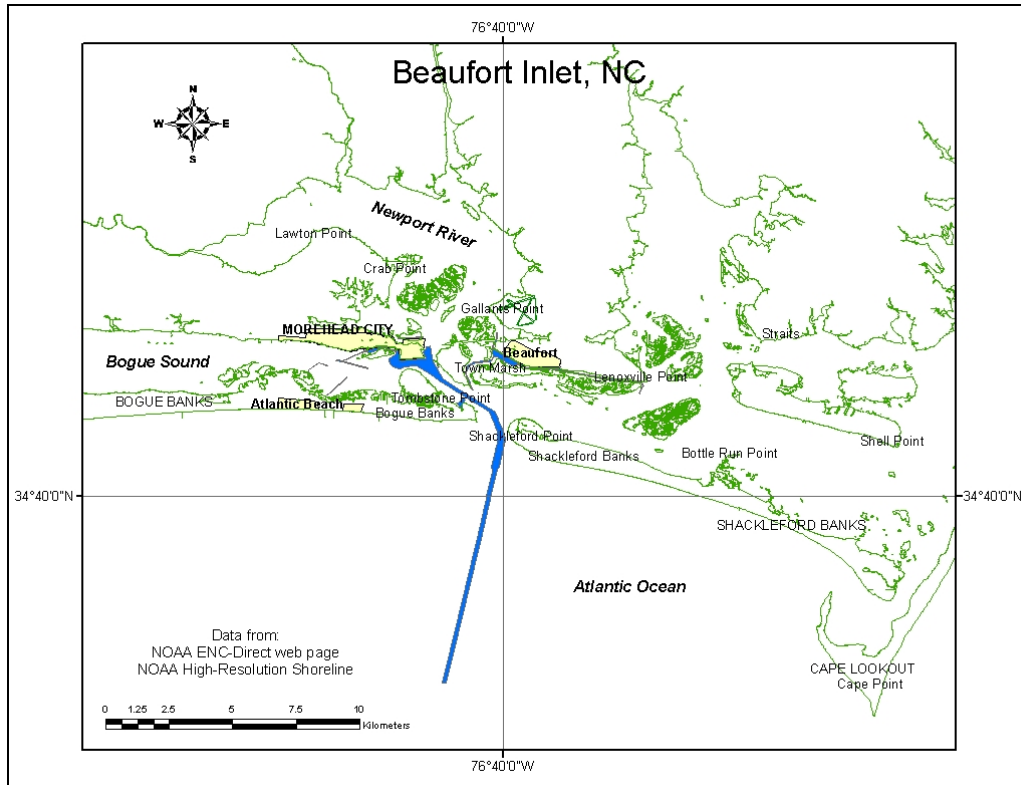 76°40'0"W
Beaufort Inlet, NC
N
W
E
S
Newport River
Lawton Point
Crab Point
Gallants Point
MOREHEAD CITY
Straits
Beaufort
Bogue Sound
Town Marsh
Lenoxville Point
BOGUE BANKS
Atlantic Beach
Tombstone Point
Bogue Banks
Shackleford Point
Shell Point
Shackleford Banks
Bottle Run Point
34°40'0"N
34°40'0"N
SHACKLEFORD BANKS
Atlantic Ocean
Data from:
NOAA ENC-Direct web page
NOAA High-Resolution Shoreline
CAPE LOOKOUT
Cape Point
0 1.25 2.5 5 7.5 10
Kilometers
76°40'0"W